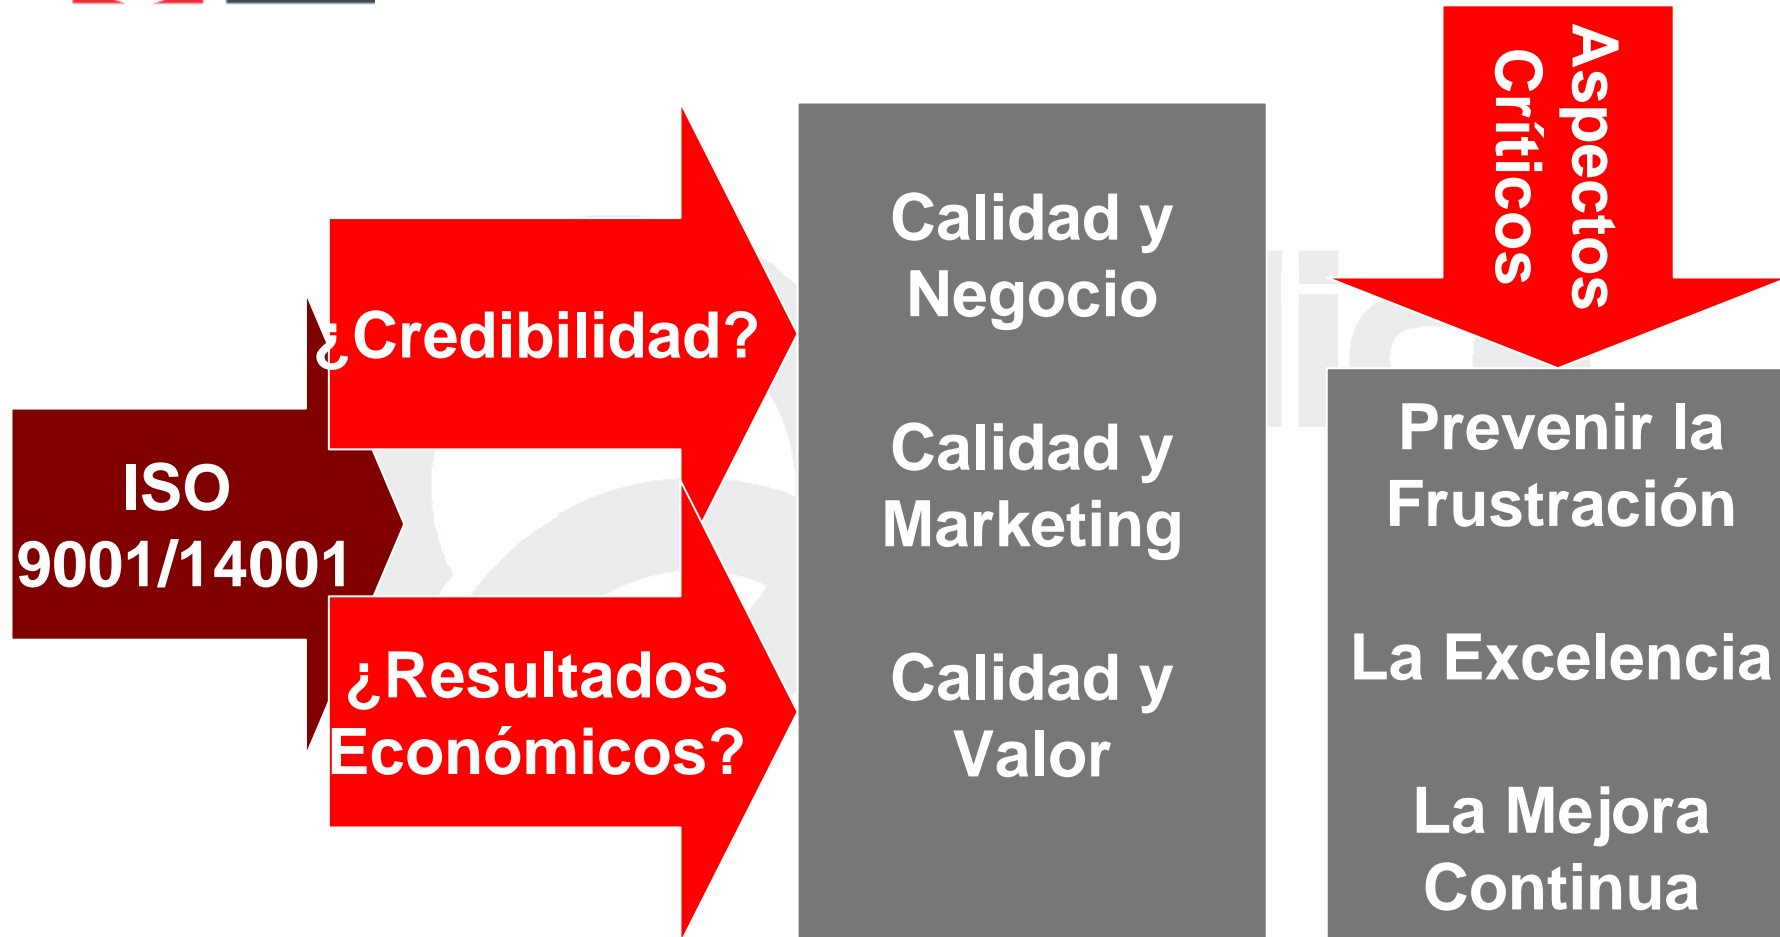 ISO
9001/14001
¿Credibilidad?
¿Resultados
Económicos?
Calidad y
Negocio
Calidad y
Marketing
Calidad y
Valor
Aspectos
Críticos
Prevenir la
Frustración
La Excelencia
La Mejora
Continua